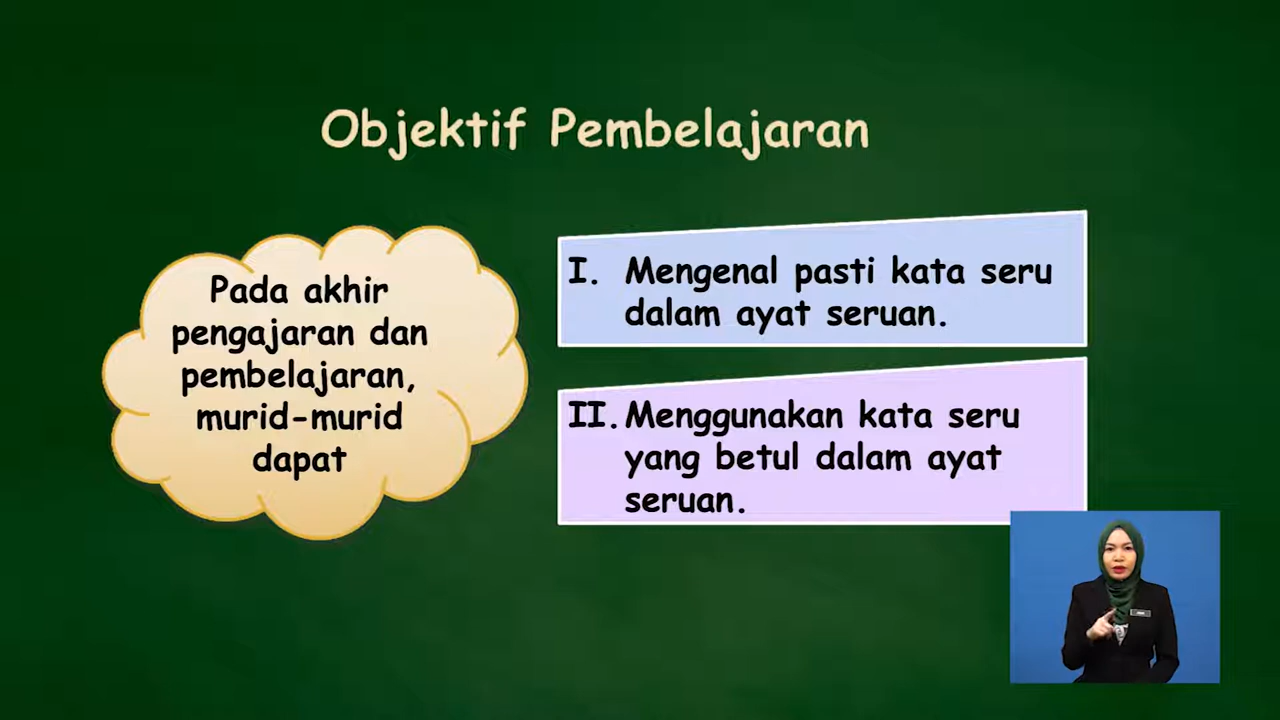 Objektif Pembelajaran
Pada akhir
pengajaran dan
pembelajaran,
murid-murid
dapat
I. Mengenal pasti kata seru
dalam ayat seruan.
II. Menggunakan kata seru
yang betul dalam ayat
seruan.